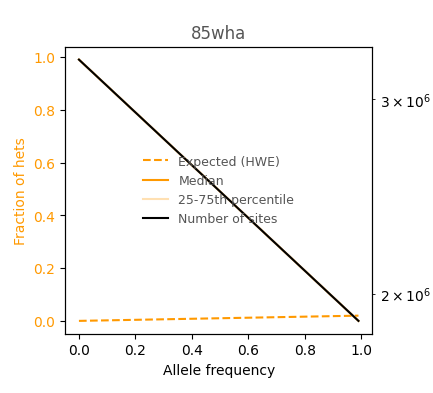 85wha
Fraction of hets
1.0
0.8
0.6
0.4
0.2
0.0
Expected (HWE)
Median
25-75th percentile
Number of sites
3 × 10⁶
2 × 10⁶
0.0 0.2 0.4 0.6 0.8 1.0
Allele frequency